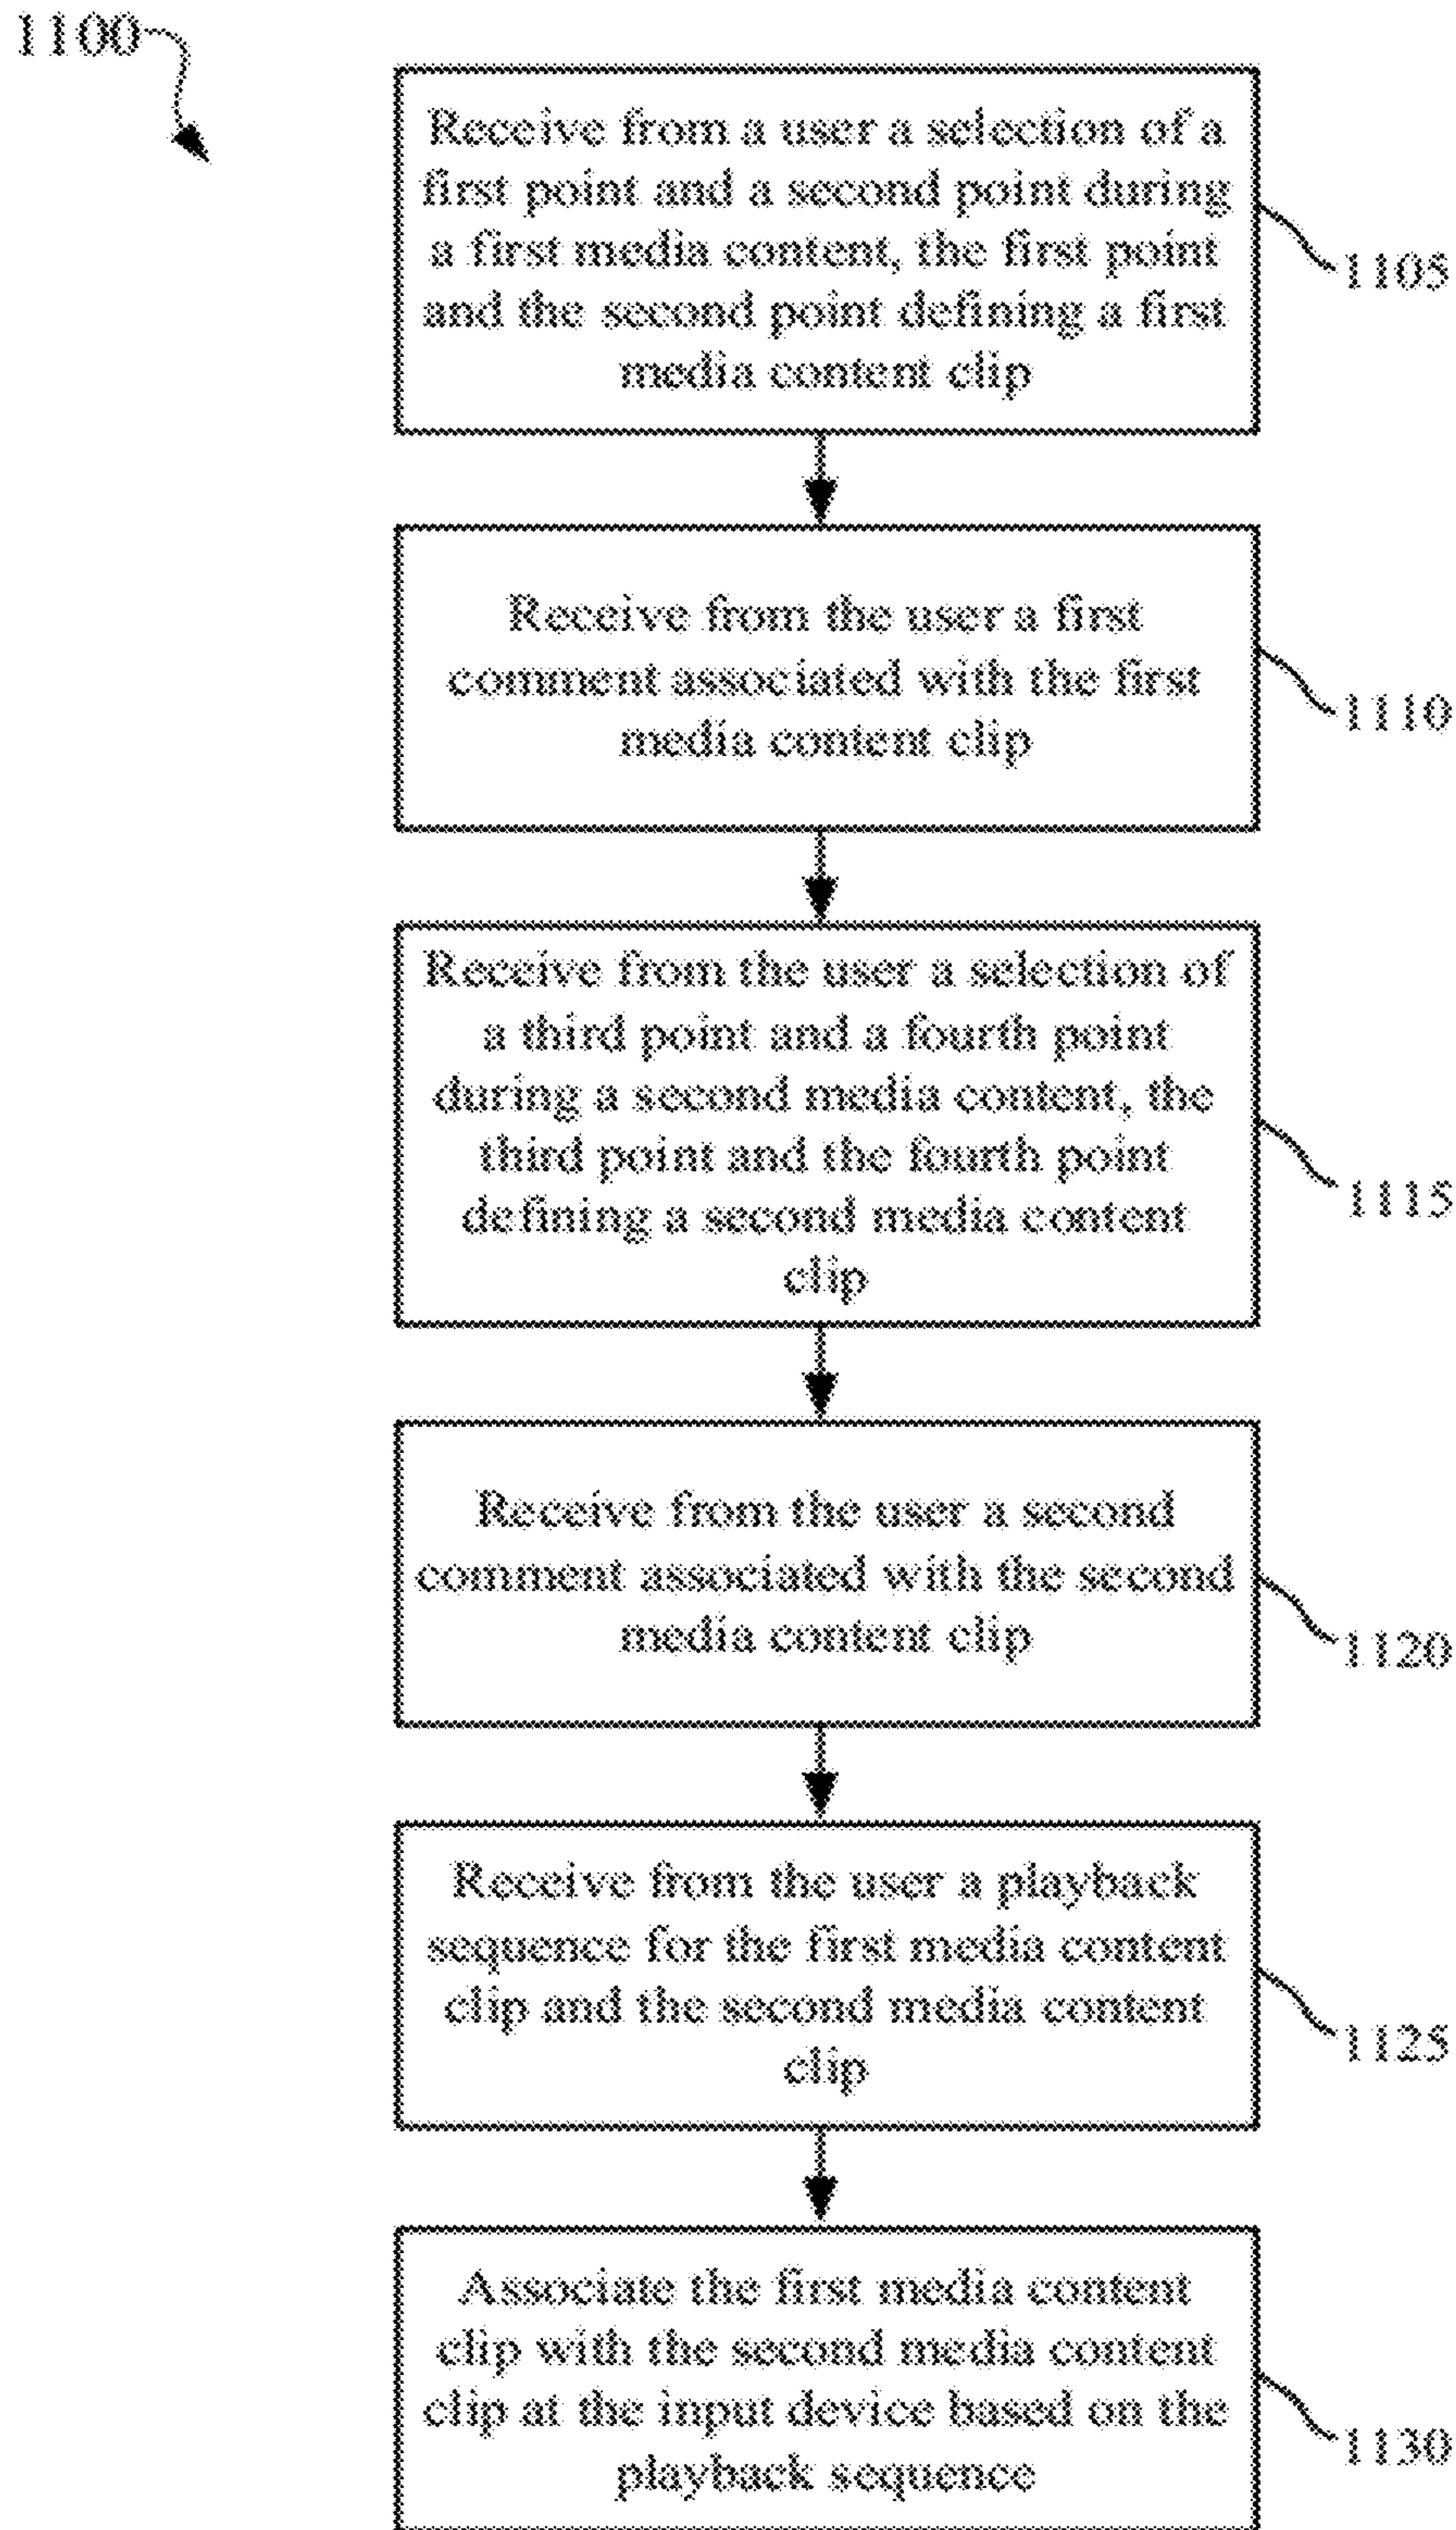 1100
Receive from a user a selection of a
first point and a second point during
a first media content, the first point
and the second point defining a first
media content clip
1105
Receive from the user a first
comment associated with the first
media content clip
1110
Receive from the user a selection of
a third point and a fourth point
during a second media content, the
third point and the fourth point
defining a second media content
clip
1115
Receive from the user a second
comment associated with the second
media content clip
1120
Receive from the user a playback
sequence for the first media content
clip and the second media content
clip
1125
Associate the first media content
clip with the second media content
clip at the input device based on the
playback sequence
1130